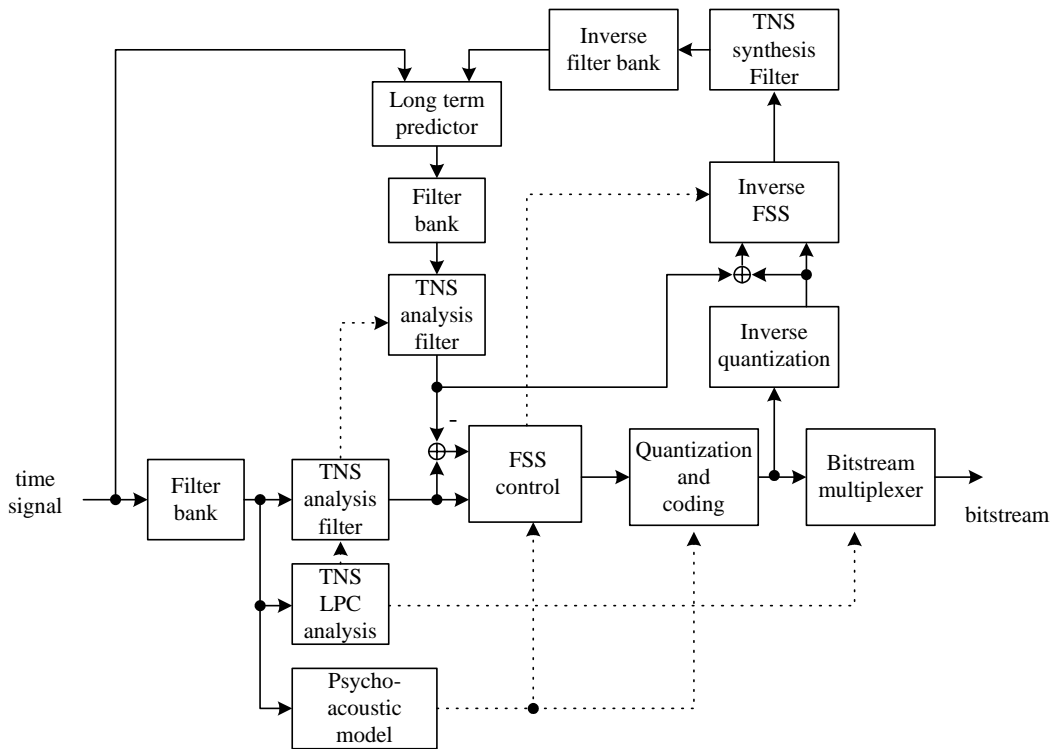 Inverse
filter bank
TNS
synthesis
Filter
Long term
predictor
Filter
bank
Inverse
FSS
TNS
analysis
filter
Inverse
quantization
-
time
signal
Filter
bank
TNS
analysis
filter
FSS
control
Quantization
and
coding
Bitstream
multiplexer
bitstream
TNS
LPC
analysis
Psycho-
acoustic
model